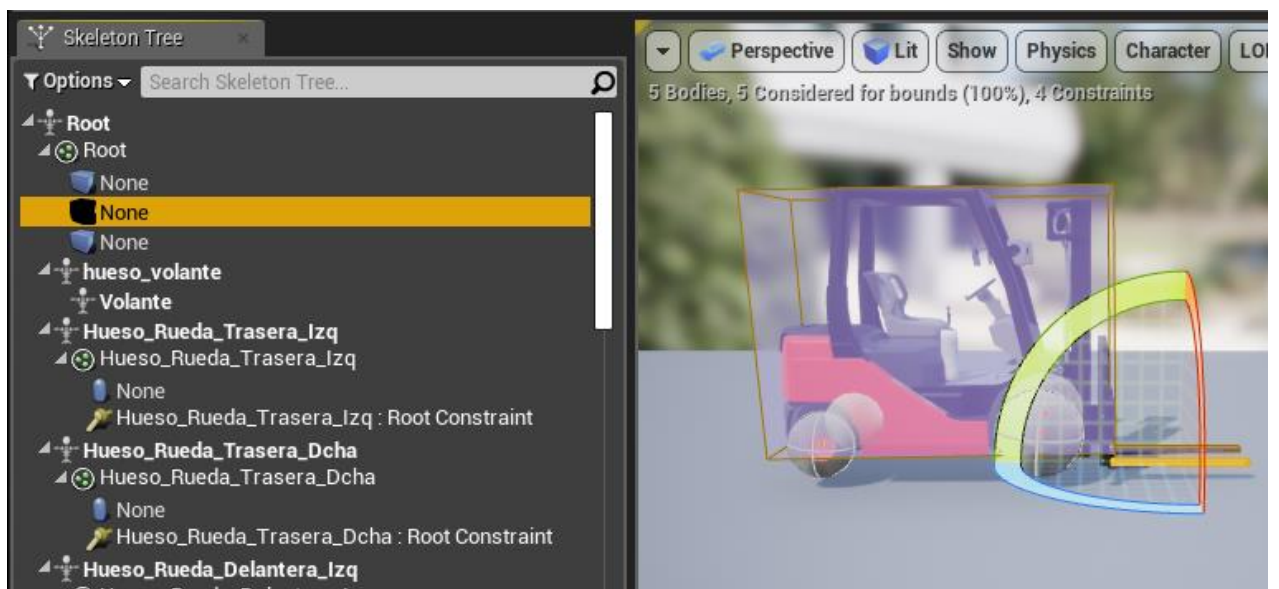 Skeleton Tree
Options
Search Skeleton Tree...
Root
Root
None
None
None
hueso_volante
Volante
Hueso_Rueda_Trasera_Izq
Hueso_Rueda_Trasera_Izq
None
Hueso_Rueda_Trasera_Izq : Root Constraint
Hueso_Rueda_Trasera_Dcha
Hueso_Rueda_Trasera_Dcha
None
Hueso_Rueda_Trasera_Dcha : Root Constraint
Hueso_Rueda_Delantera_Izq
Perspective Lit Show Physics Character
5 Bodies, 5 Considered for bounds (100%), 4 Constraints